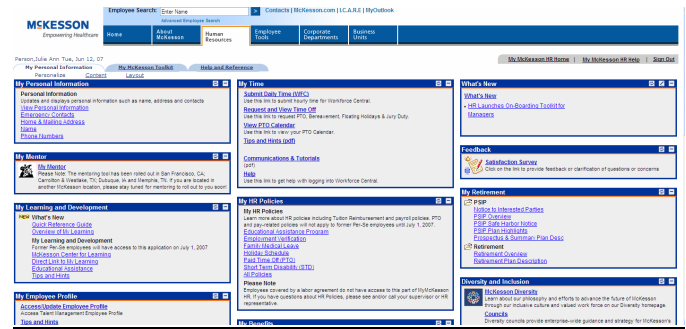 Employee Search: Enter Name > Contacts | McKesson.com | I.C.A.R.E | MyOutlook
Advanced Employee Search
MCKESSON
Empowering Healthcare
Home
About McKesson
Human Resources
Employee Tools
Corporate Departments
Business Units
Person,Julie Ann Tue, Jun 12, 07
My McKesson HR Home | My McKesson HR Help | Sign Out
My Personal Information
My McKesson Toolkit
Help and Reference
Personalize Content Layout
My Personal Information
Personal Information
Updates and displays personal information such as name, address and contacts
View Personal Information
Emergency Contacts
Home & Mailing Address
Name
Phone Numbers
My Mentor
My Mentor
Please Note: The mentoring tool has been rolled out in San Francisco, CA;
Carrollton & Westlake, TX; Dubuque, IA and Memphis, TN. If you are located in
another McKesson location, please stay tuned for mentoring to roll out to you soon!
My Learning and Development
NEW What's New
Quick Reference Guide
Overview of My Learning
My Learning and Development
Former Per-Se employees will have access to this application on July 1, 2007
McKesson Center for Learning
Direct Link to My Learning
Educational Assistance
Tips and Hints
My Employee Profile
Access/Update Employee Profile
Access Talent Management Employee Profile
Tips and Hints
My Time
Submit Daily Time (WFC)
Use this link to submit hourly time for Workforce Central.
Request and View Time Off
Use this link to request PTO, Bereavement, Floating Holidays & Jury Duty.
View PTO Calendar
Use this link to view your PTO Calendar.
Tips and Hints (pdf)
Communications & Tutorials
(pdf)
Help
Use this link to get help with logging into Workforce Central.
My HR Policies
My HR Policies
Learn more about HR policies including Tuition Reimbursement and payroll policies. PTO
and pay-related policies will not apply to former Per-Se employees until July 1, 2007.
Educational Assistance Program
Employment Verification
Family Medical Leave
Holiday Schedule
Paid Time Off (PTO)
Short Term Disability (STD)
All Policies
Please Note
Employees covered by a labor agreement do not have access to this part of MyMcKesson
HR. If you have questions about HR Policies, please see and/or call your supervisor or HR
representative.
My Benefits
What's New
What's New
HR Launches On-Boarding Toolkit for
Managers
Feedback
Satisfaction Survey
Click on the link to provide feedback or clarification of questions or concerns
My Retirement
PSIP
Notice to Interested Parties
PSIP Overview
PSIP Safe Harbor Notice
PSIP Plan Highlights
Prospectus & Summary Plan Desc
Retirement
Retirement Overview
Retirement Plan Description
Diversity and Inclusion
McKesson Diversity
Learn about our philosophy and efforts to advance the future of McKesson
through our inclusive culture and valued work force on our Diversity homepage.
Councils
Diversity councils provide enterprise-wide guidance and strategy for McKesson's